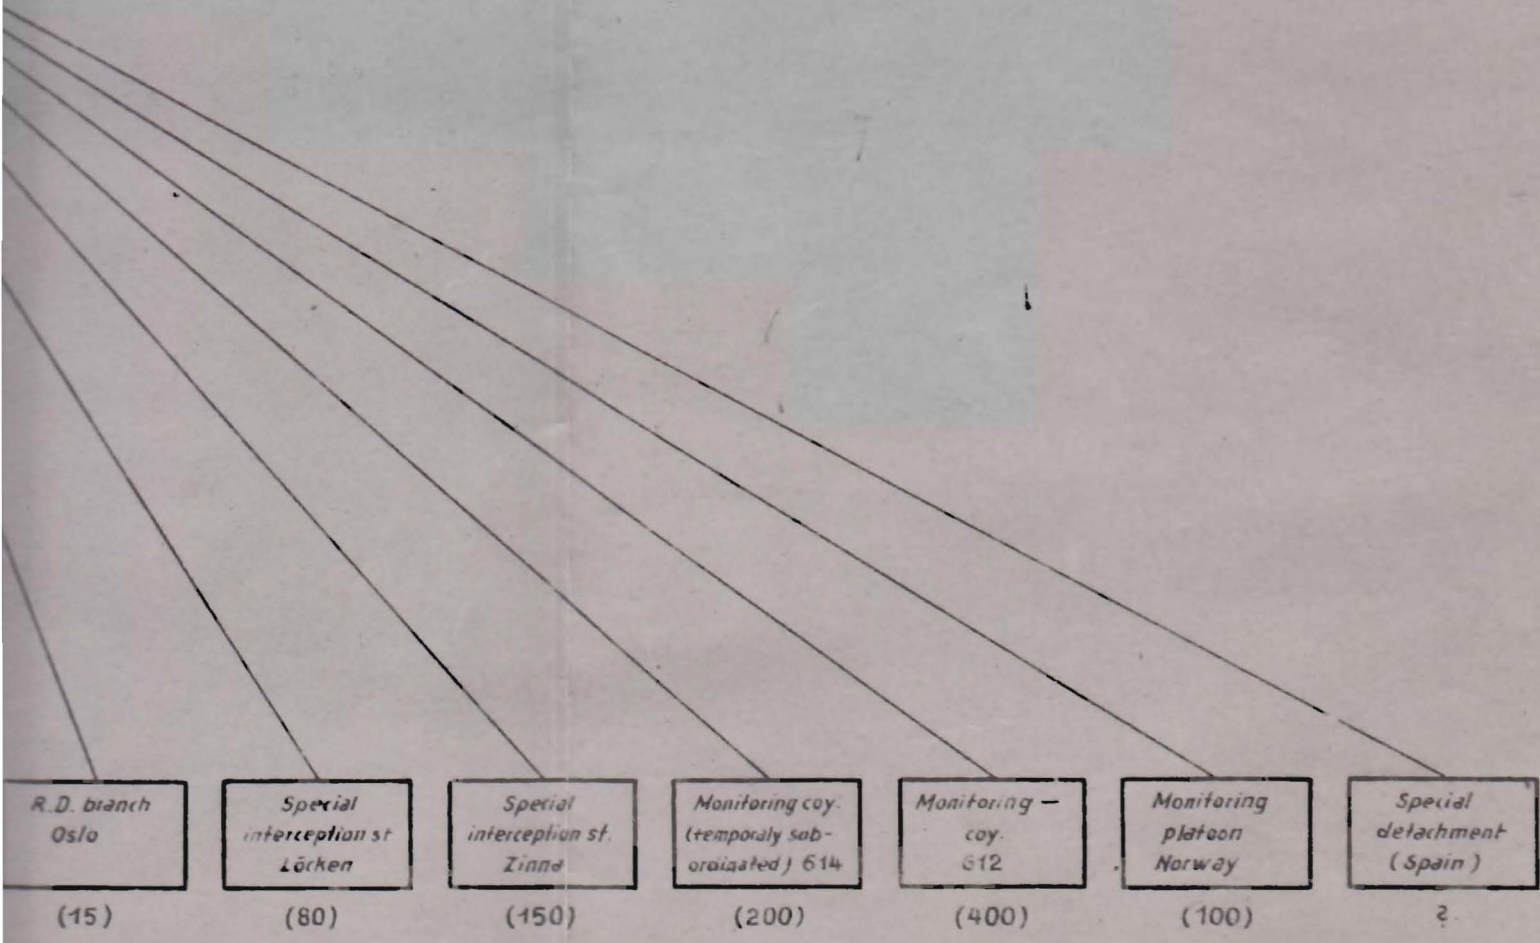 R.D. branch
Oslo
(15)
Special
interception st
Löcken
(80)
Special
interception st.
Zinna
(150)
Monitoring coy.
(temporaly sub-
ordinated) 614
(200)
Monitoring —
coy.
612
(400)
Monitoring
platoon
Norway
(100)
Special
detachment
(Spain)
?